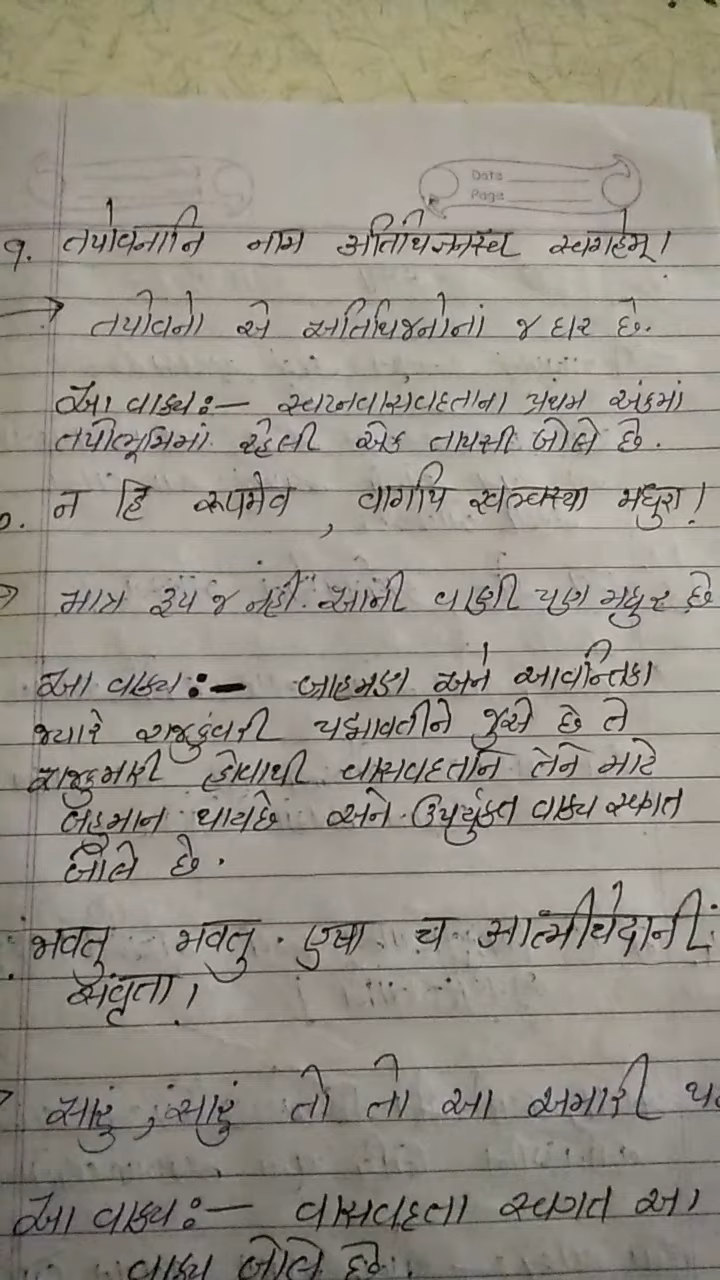 Date
Page
૧. तपोवनानि नाम अतिथिजनस्य स्वगेहम्।
→ તપોવનો એ અતિથિજનોનાં જ ઘર છે.
આ વાક્ય :- સ્વપ્નવાસવદત્તાના પ્રથમ અંકમાં
તપોભૂમિમાં રહેલી એક તાપસી બોલે છે.
न हि रूपमेव , वागपि खल्वस्या मधुरा!
માત્ર રૂપ જ નહીં આની વાણી પણ મધુર છે
આ વાક્ય :- બ્રાહ્મણ અને આવન્તિકા
જ્યારે રાજકુંવરી પદ્માવતીને જુએ છે તે
રાજકુમારી હોવાથી વાસવદત્તાને તેને માટે
બહુમાન થાય છે અને ઉપર્યુક્ત વાક્ય સ્વગત
બોલે છે.
भवतु भवतु. एषा च आत्मीयेदानीं
संवृत्ता।
સારું, સારું તો તો આ અમારી
આ વાક્ય :- વાસવદત્તા સ્વગત આ
વાક્ય બોલે છે.